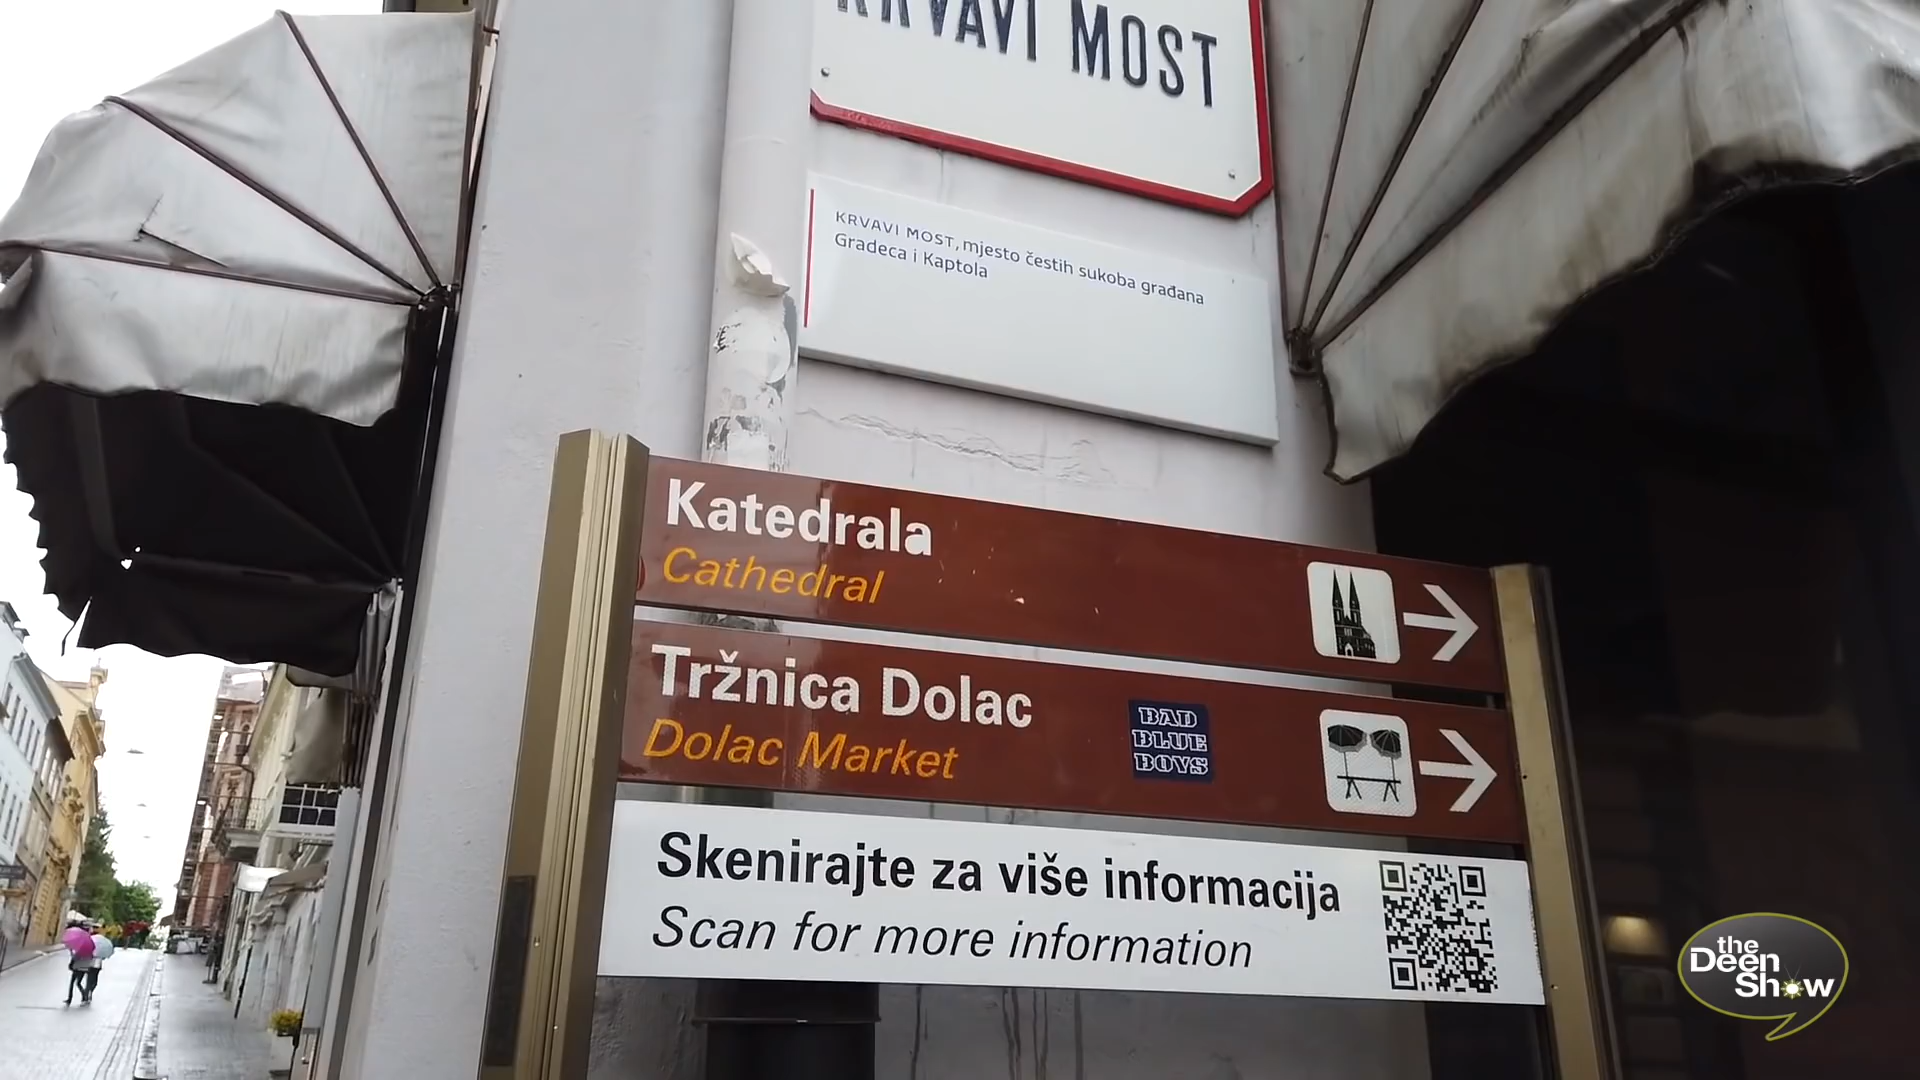 KRVAVI MOST
KRVAVI MOST, mjesto čestih sukoba građana
Gradeca i Kaptola
Katedrala
Cathedral
Tržnica Dolac
Dolac Market
BAD
BLUE
BOYS
Skenirajte za više informacija
Scan for more information
the
Deen
Show